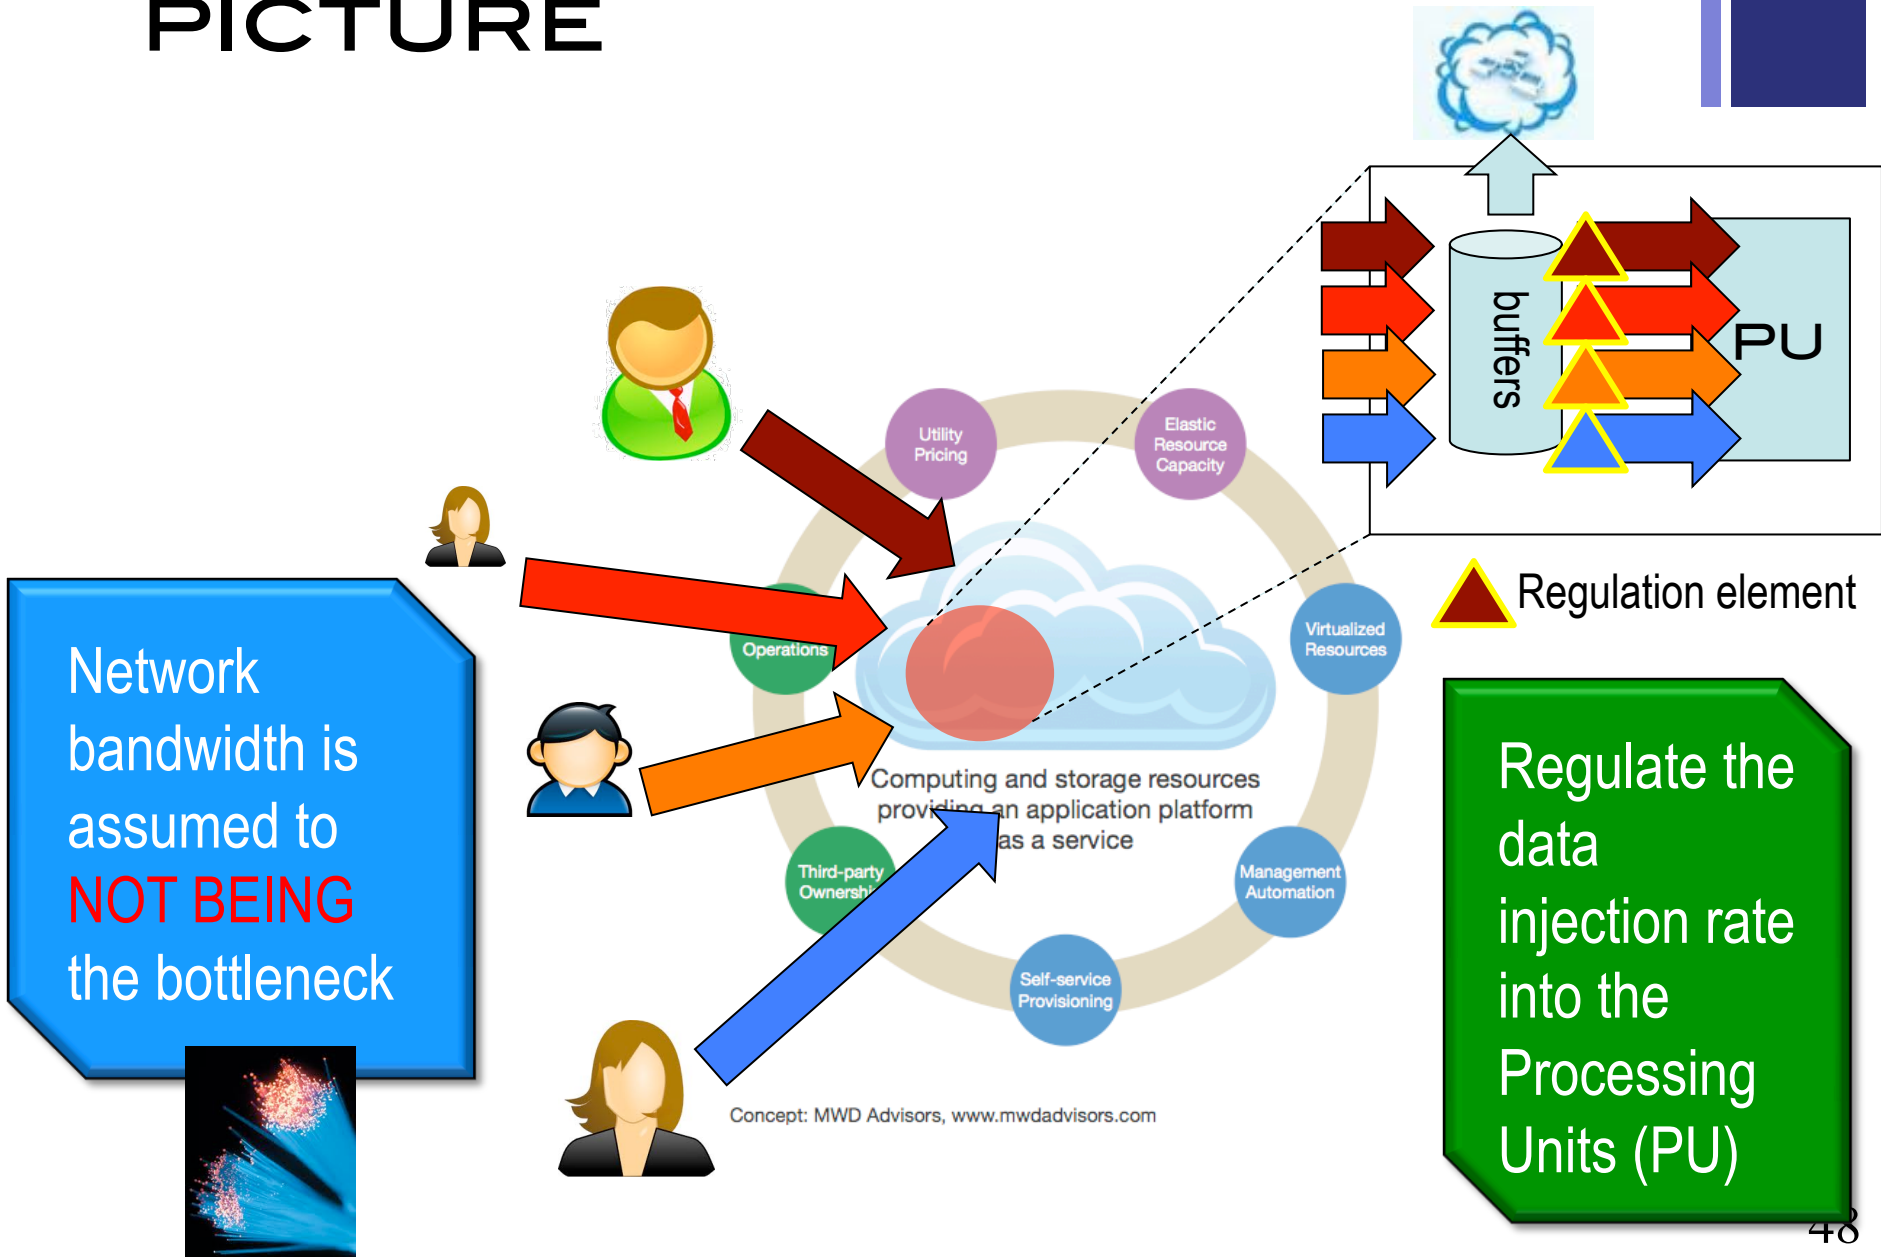 PICTURE
buffers
PU
Utility
Pricing
Elastic
Resource
Capacity
Regulation element
Network
bandwidth is
assumed to
NOT BEING
the bottleneck
Operations
Virtualized
Resources
Computing and storage resources
providing an application platform
as a service
Third-party
Ownership
Management
Automation
Self-service
Provisioning
Regulate the
data
injection rate
into the
Processing
Units (PU)
Concept: MWD Advisors, www.mwdadvisors.com
48